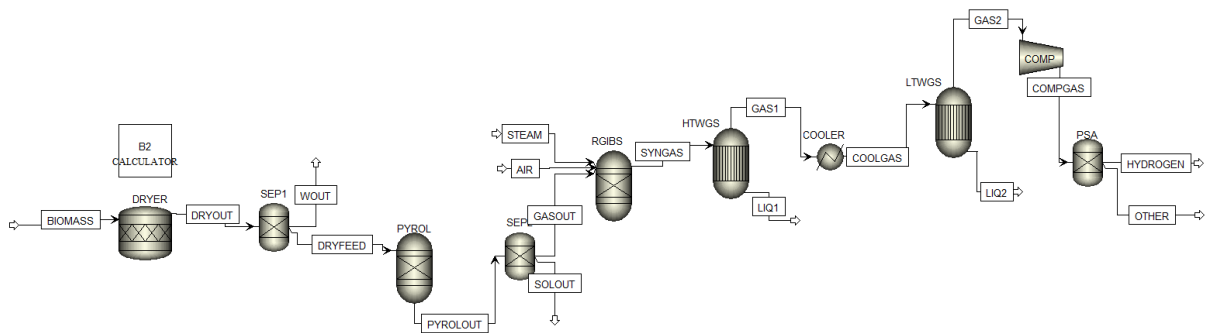 B2
CALCULATOR
DRYER
BIOMASS
DRYOUT
SEP1
WOUT
DRYFEED
PYROL
PYROLOUT
SEP2
SOLOUT
GASOUT
STEAM
AIR
RGIBS
SYNGAS
HTWGS
GAS1
LIQ1
COOLER
COOLGAS
LTWGS
GAS2
LIQ2
COMP
COMPGAS
PSA
HYDROGEN
OTHER